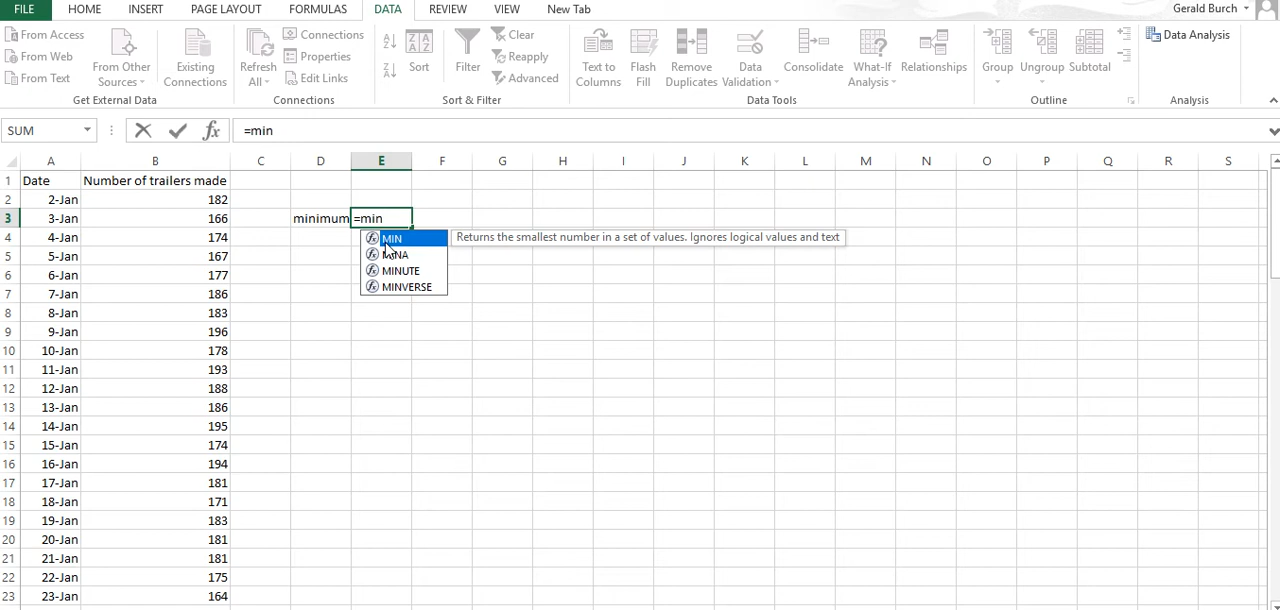 FILE HOME INSERT PAGE LAYOUT FORMULAS DATA REVIEW VIEW New Tab Gerald Burch
From Access
From Web
From Text
From Other Sources
Existing Connections
Get External Data
Refresh All
Connections
Properties
Edit Links
Connections
Sort
Filter
Clear
Reapply
Advanced
Sort & Filter
Text to Columns
Flash Fill
Remove Duplicates
Data Validation
Consolidate
What-If Analysis
Relationships
Data Tools
Group
Ungroup
Subtotal
Outline
Data Analysis
Analysis
SUM fx =min
A B C D E F G H I J K L M N O P Q R S
1 Date Number of trailers made
2 2-Jan 182
3 3-Jan 166 minimum =min
4 4-Jan 174
5 5-Jan 167
6 6-Jan 177
7 7-Jan 186
8 8-Jan 183
9 9-Jan 196
10 10-Jan 178
11 11-Jan 193
12 12-Jan 188
13 13-Jan 186
14 14-Jan 195
15 15-Jan 174
16 16-Jan 194
17 17-Jan 181
18 18-Jan 171
19 19-Jan 183
20 20-Jan 181
21 21-Jan 181
22 22-Jan 175
23 23-Jan 164
MIN Returns the smallest number in a set of values. Ignores logical values and text
MINA
MINUTE
MINVERSE